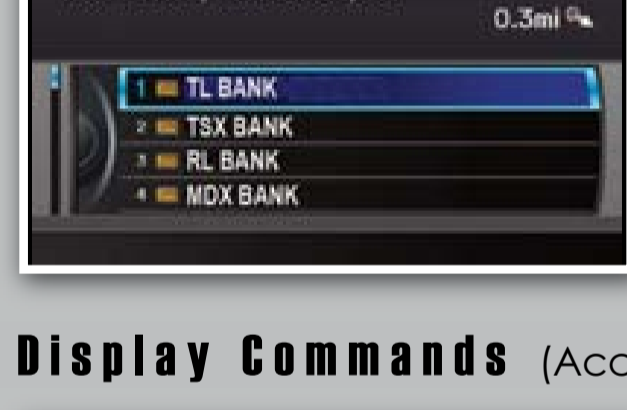 0.3mi
1 TL BANK
2 TSX BANK
3 RL BANK
4 MDX BANK
Display Commands (Acc